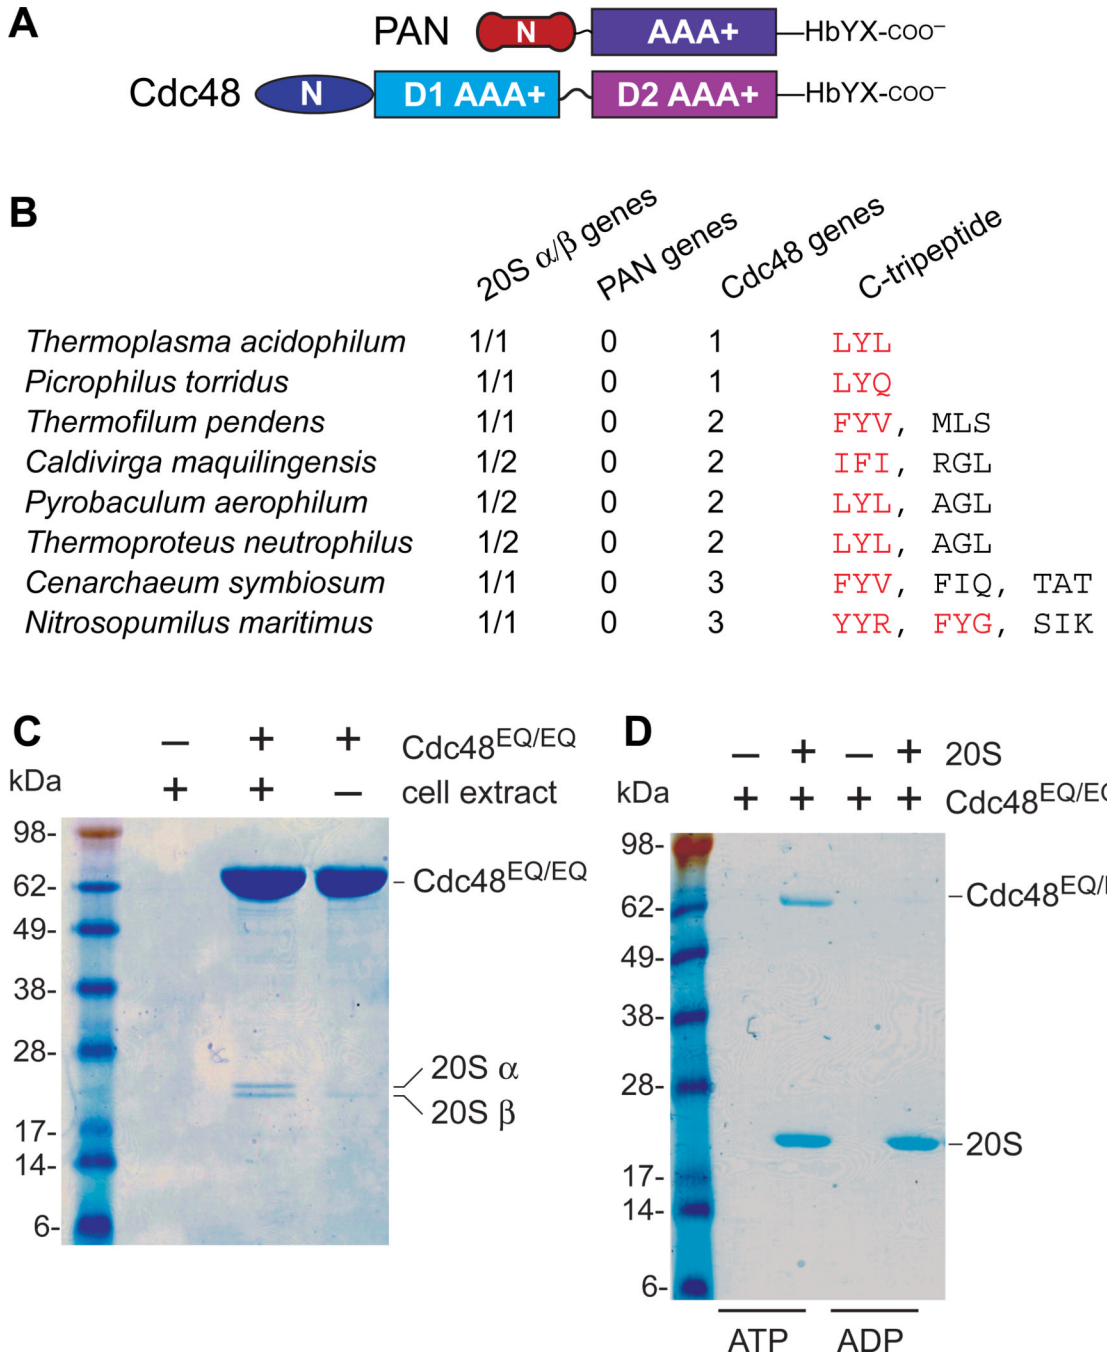 A
PAN N AAA+ HbYX-COO⁻
Cdc48 N D1 AAA+ D2 AAA+ HbYX-COO⁻
B
20S α/β genes PAN genes Cdc48 genes C-tripeptide
Thermoplasma acidophilum 1/1 0 1 LYL
Picrophilus torridus 1/1 0 1 LYQ
Thermofilum pendens 1/1 0 2 FYV, MLS
Caldivirga maquilingensis 1/2 0 2 IFI, RGL
Pyrobaculum aerophilum 1/2 0 2 LYL, AGL
Thermoproteus neutrophilus 1/2 0 2 LYL, AGL
Cenarchaeum symbiosum 1/1 0 3 FYV, FIQ, TAT
Nitrosopumilus maritimus 1/1 0 3 YYR, FYG, SIK
C
– + + Cdc48EQ/EQ
kDa + + – cell extract
98-
62- Cdc48EQ/EQ
49-
38-
28-
20S α
20S β
17-
14-
6-
D
– + – + 20S
kDa + + + + Cdc48EQ/EQ
98-
62- Cdc48EQ/
49-
38-
28-
20S
17-
14-
6-
ATP ADP